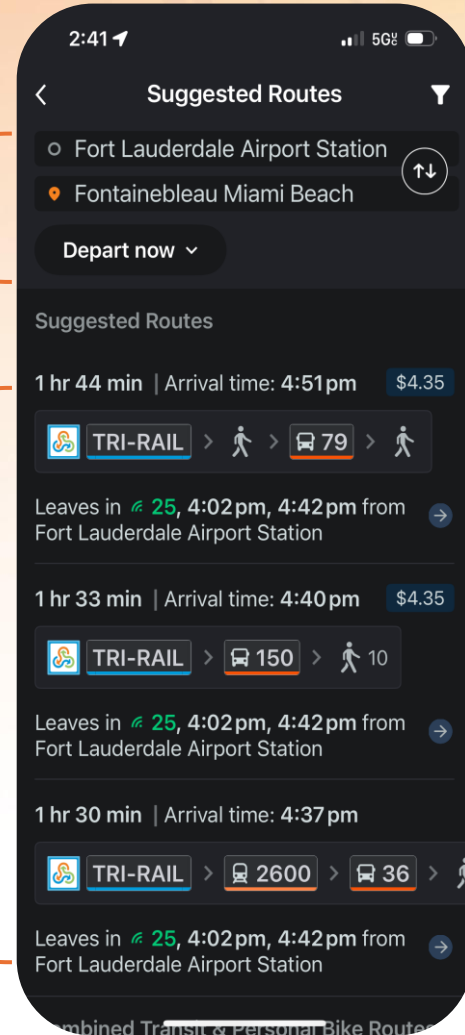 2:41
5G
Suggested Routes
Fort Lauderdale Airport Station
Fontainebleau Miami Beach
Depart now
Suggested Routes
1 hr 44 min | Arrival time: 4:51pm $4.35
TRI-RAIL > > 79 >
Leaves in 25, 4:02pm, 4:42pm from
Fort Lauderdale Airport Station
1 hr 33 min | Arrival time: 4:40pm $4.35
TRI-RAIL > 150 > 10
Leaves in 25, 4:02pm, 4:42pm from
Fort Lauderdale Airport Station
1 hr 30 min | Arrival time: 4:37pm
TRI-RAIL > 2600 > 36 >
Leaves in 25, 4:02pm, 4:42pm from
Fort Lauderdale Airport Station
Transit & Personal Bike